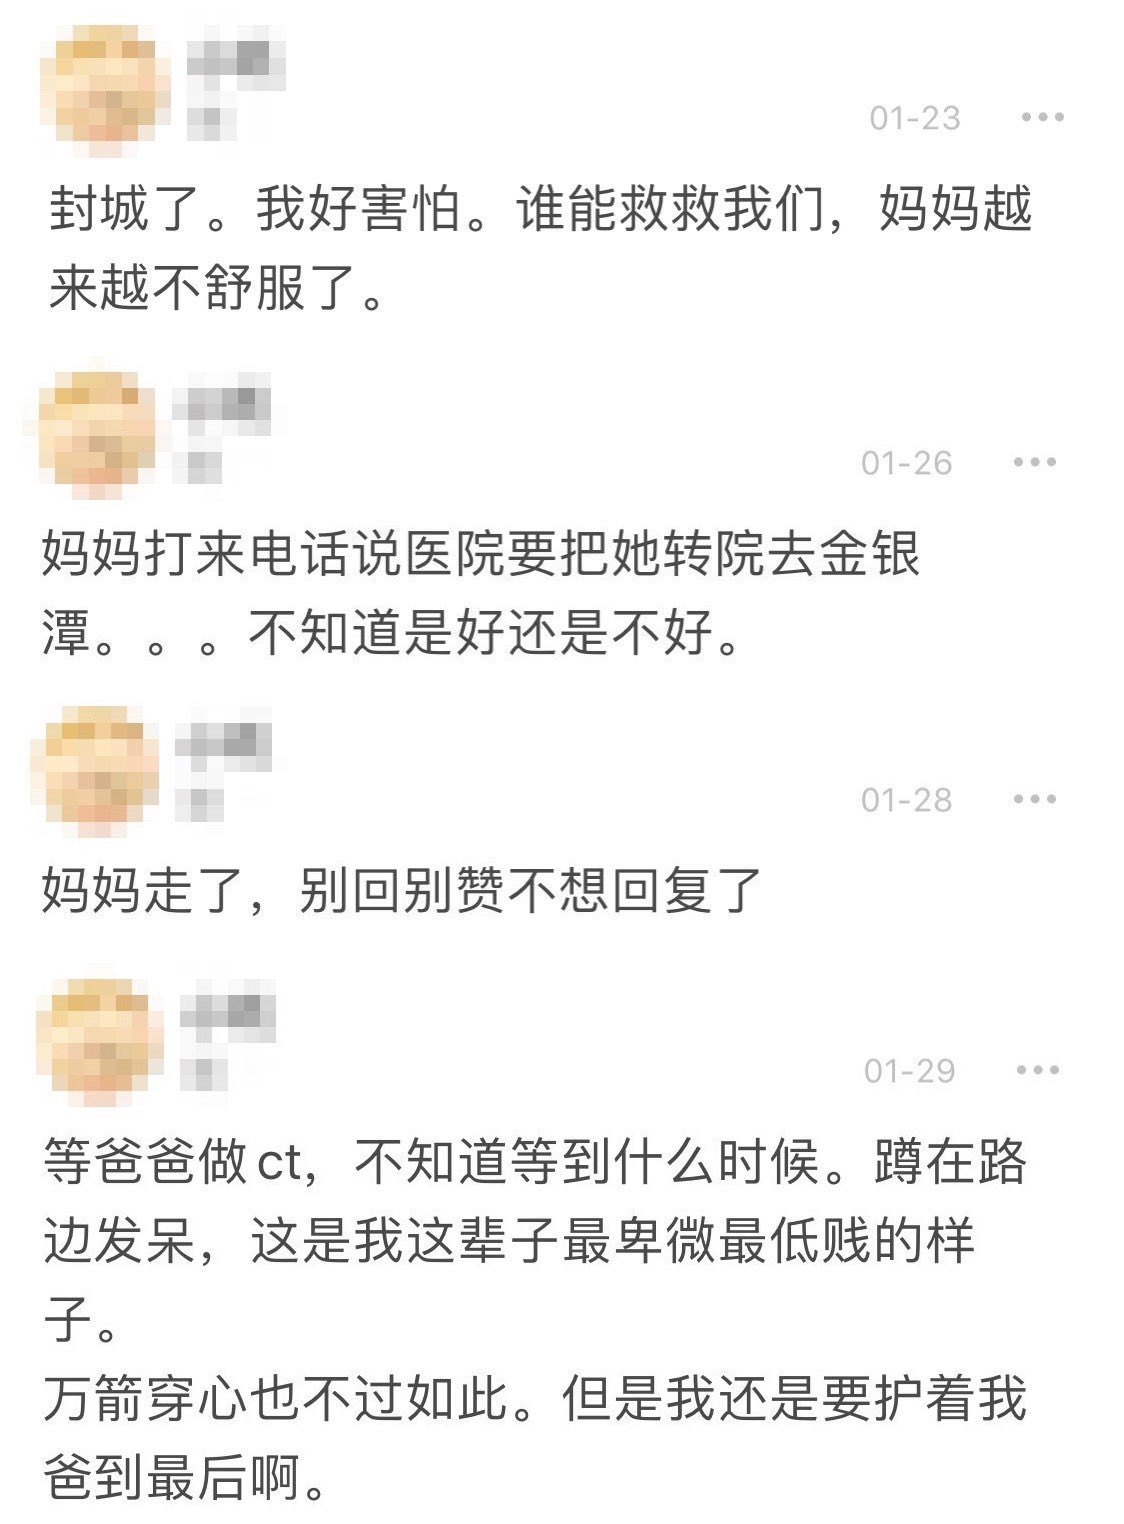 01-23
封城了。我好害怕。谁能救救我们，妈妈越
来越不舒服了。
01-26
妈妈打来电话说医院要把她转院去金银
潭。。。不知道是好还是不好。
01-28
妈妈走了，别回别赞不想回复了
01-29
等爸爸做ct，不知道等到什么时候。蹲在路
边发呆，这是我这辈子最卑微最低贱的样
子。
万箭穿心也不过如此。但是我还是要护着我
爸到最后啊。